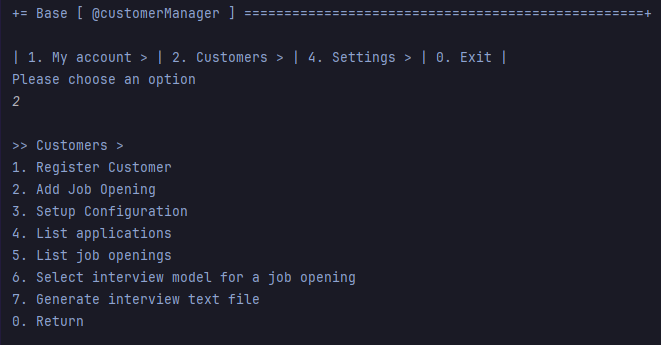 += Base [ @customerManager ] ==================================================+
| 1. My account > | 2. Customers > | 4. Settings > | 0. Exit |
Please choose an option
2
>> Customers >
1. Register Customer
2. Add Job Opening
3. Setup Configuration
4. List applications
5. List job openings
6. Select interview model for a job opening
7. Generate interview text file
0. Return